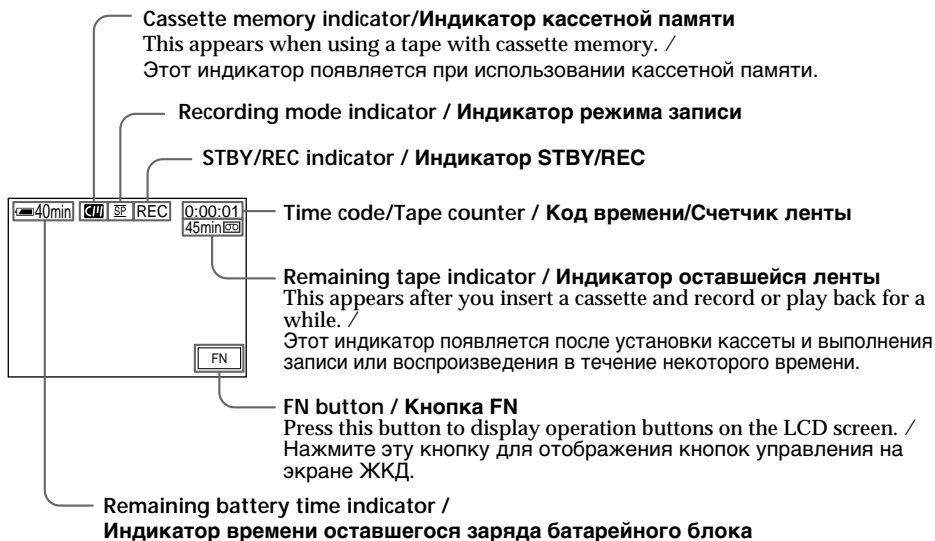 Cassette memory indicator/Индикатор кассетной памяти
This appears when using a tape with cassette memory. /
Этот индикатор появляется при использовании кассетной памяти.
Recording mode indicator / Индикатор режима записи
STBY/REC indicator / Индикатор STBY/REC
40min CM SP REC 0:00:01
45min
Time code/Tape counter / Код времени/Счетчик ленты
Remaining tape indicator / Индикатор оставшейся ленты
This appears after you insert a cassette and record or play back for a
while. /
Этот индикатор появляется после установки кассеты и выполнения
записи или воспроизведения в течение некоторого времени.
FN
FN button / Кнопка FN
Press this button to display operation buttons on the LCD screen. /
Нажмите эту кнопку для отображения кнопок управления на
экране ЖКД.
Remaining battery time indicator /
Индикатор времени оставшегося заряда батарейного блока